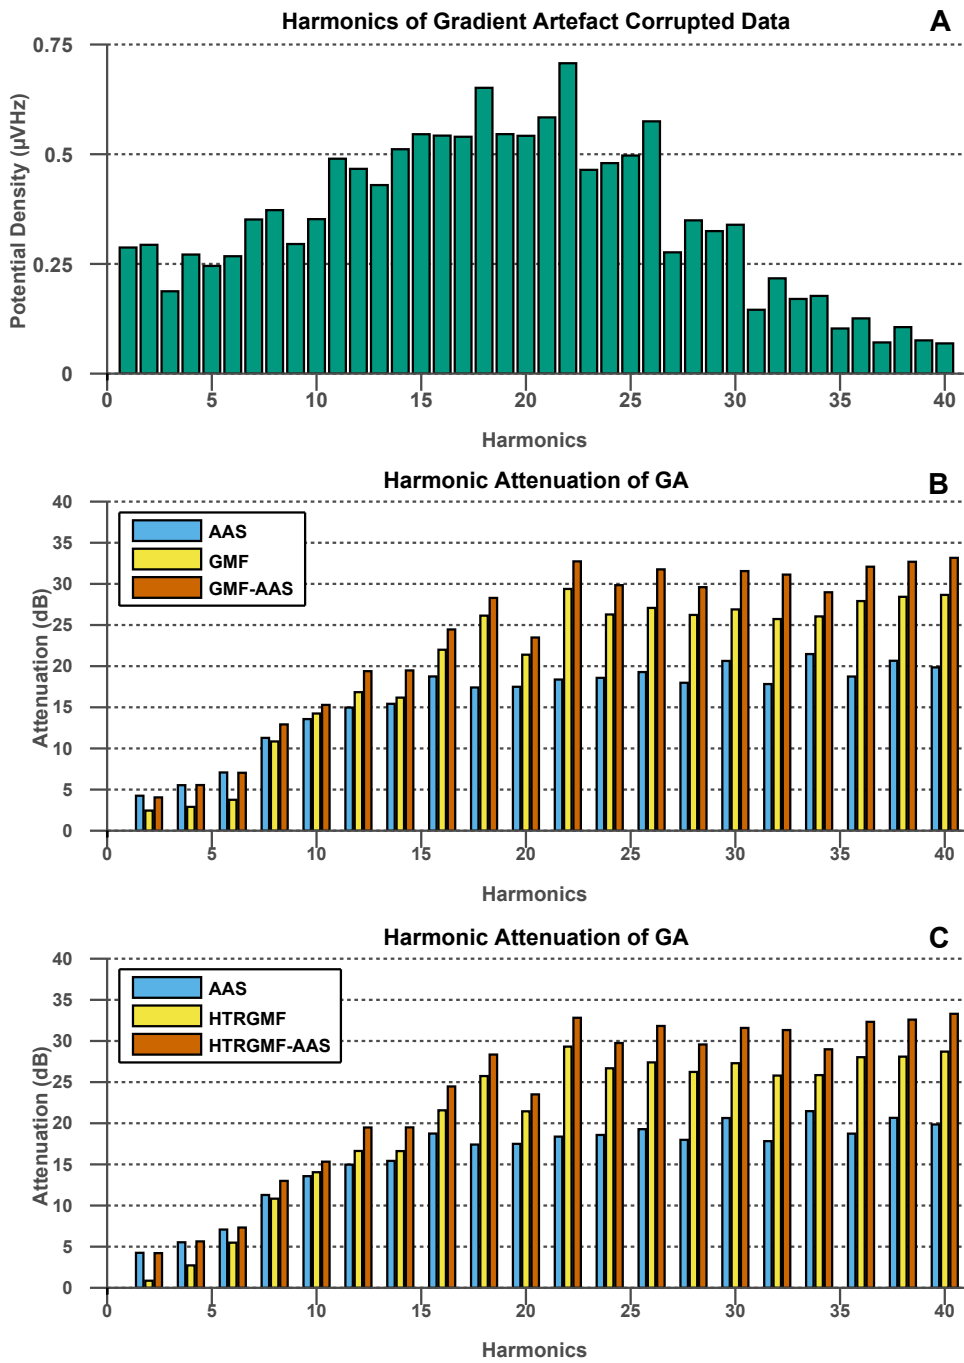 Harmonics of Gradient Artefact Corrupted Data
A
Potential Density (µVHz)
0.75
0.5
0.25
0
0 5 10 15 20 25 30 35 40
Harmonics
Harmonic Attenuation of GA
B
Attenuation (dB)
40
35
30
25
20
15
10
5
0
AAS
GMF
GMF-AAS
0 5 10 15 20 25 30 35 40
Harmonics
Harmonic Attenuation of GA
C
Attenuation (dB)
40
35
30
25
20
15
10
5
0
AAS
HTRGMF
HTRGMF-AAS
0 5 10 15 20 25 30 35 40
Harmonics